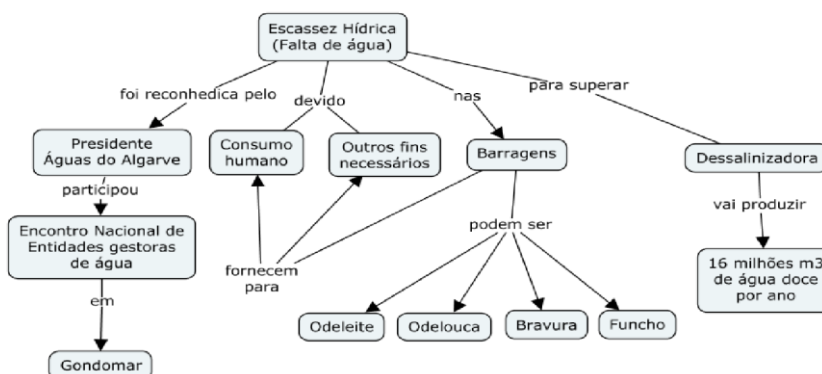 Escassez Hídrica
(Falta de água)
foi reconhedica pelo
devido
nas
para superar
Presidente
Águas do Algarve
Consumo
humano
Outros fins
necessários
Barragens
Dessalinizadora
participou
vai produzir
Encontro Nacional de
Entidades gestoras
de água
fornecem
para
podem ser
16 milhões m3
de água doce
por ano
em
Odeleite
Odelouca
Bravura
Funcho
Gondomar